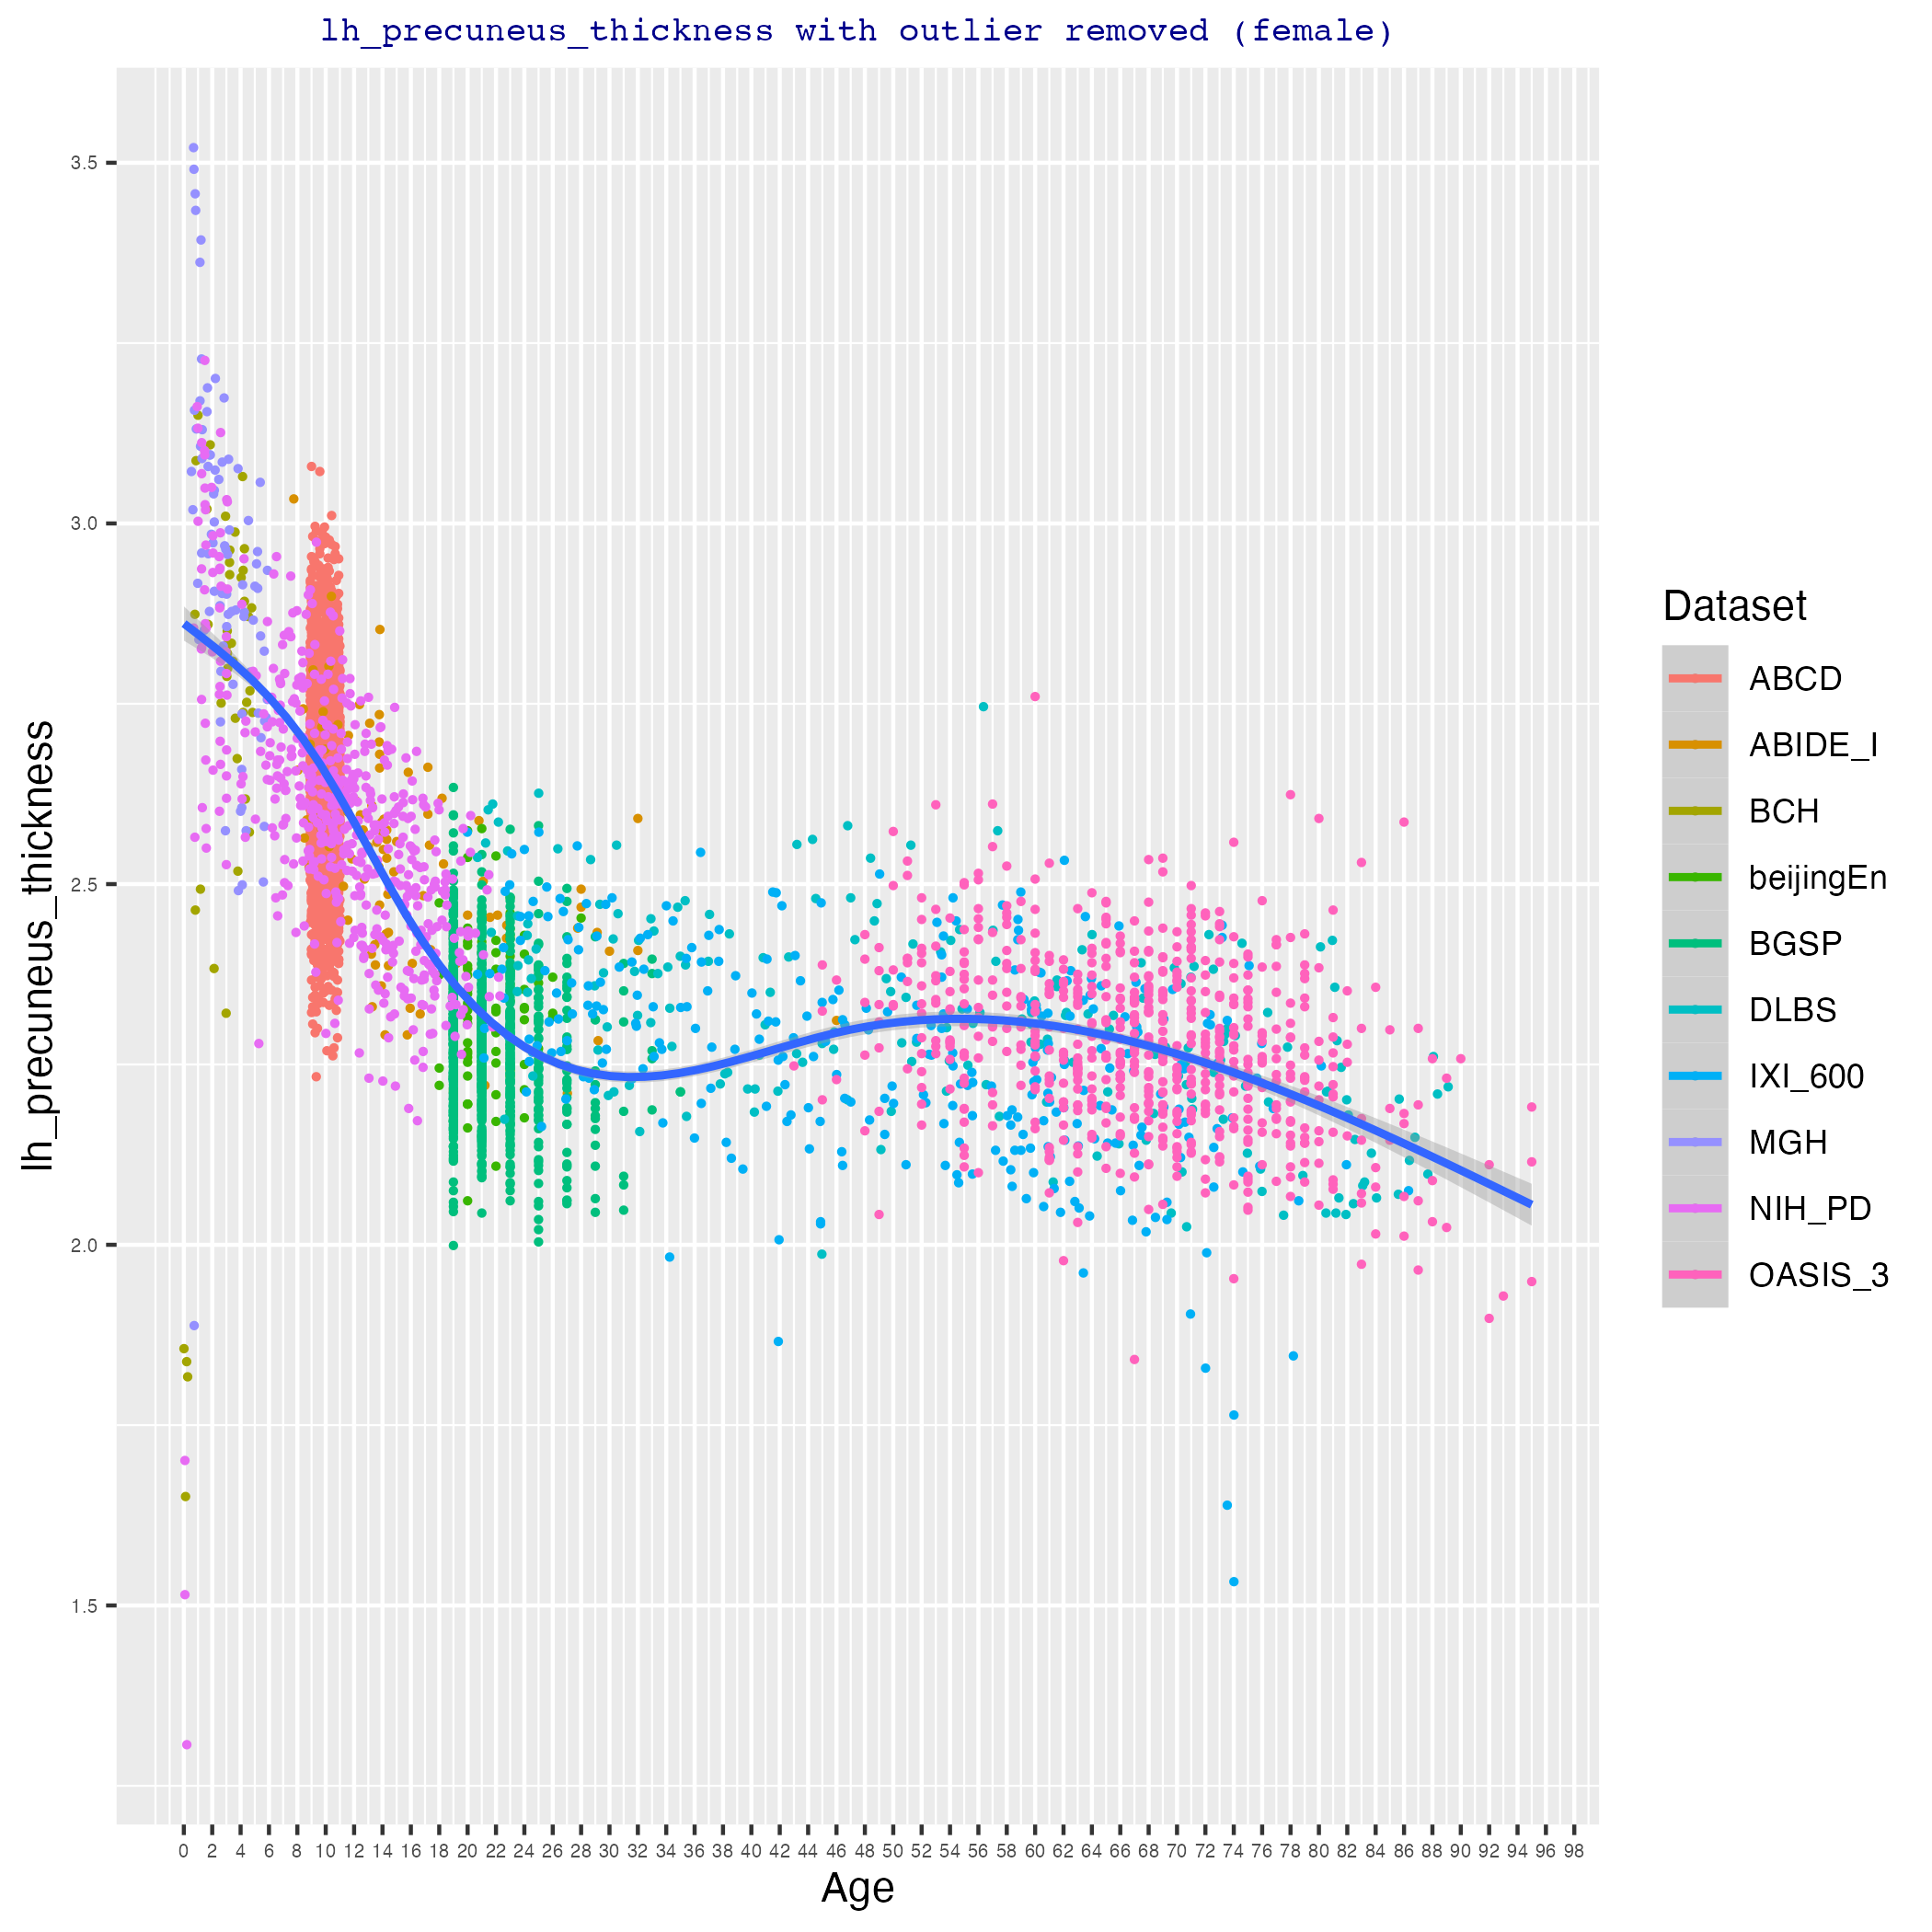 lh_precuneus_thickness with outlier removed (female)
3.5
3.0
2.5
2.0
1.5
lh_precuneus_thickness
0 2 4 6 8 10 12 14 16 18 20 22 24 26 28 30 32 34 36 38 40 42 44 46 48 50 52 54 56 58 60 62 64 66 68 70 72 74 76 78 80 82 84 86 88 90 92 94 96 98
Age
Dataset
ABCD
ABIDE_I
BCH
beijingEn
BGSP
DLBS
IXI_600
MGH
NIH_PD
OASIS_3